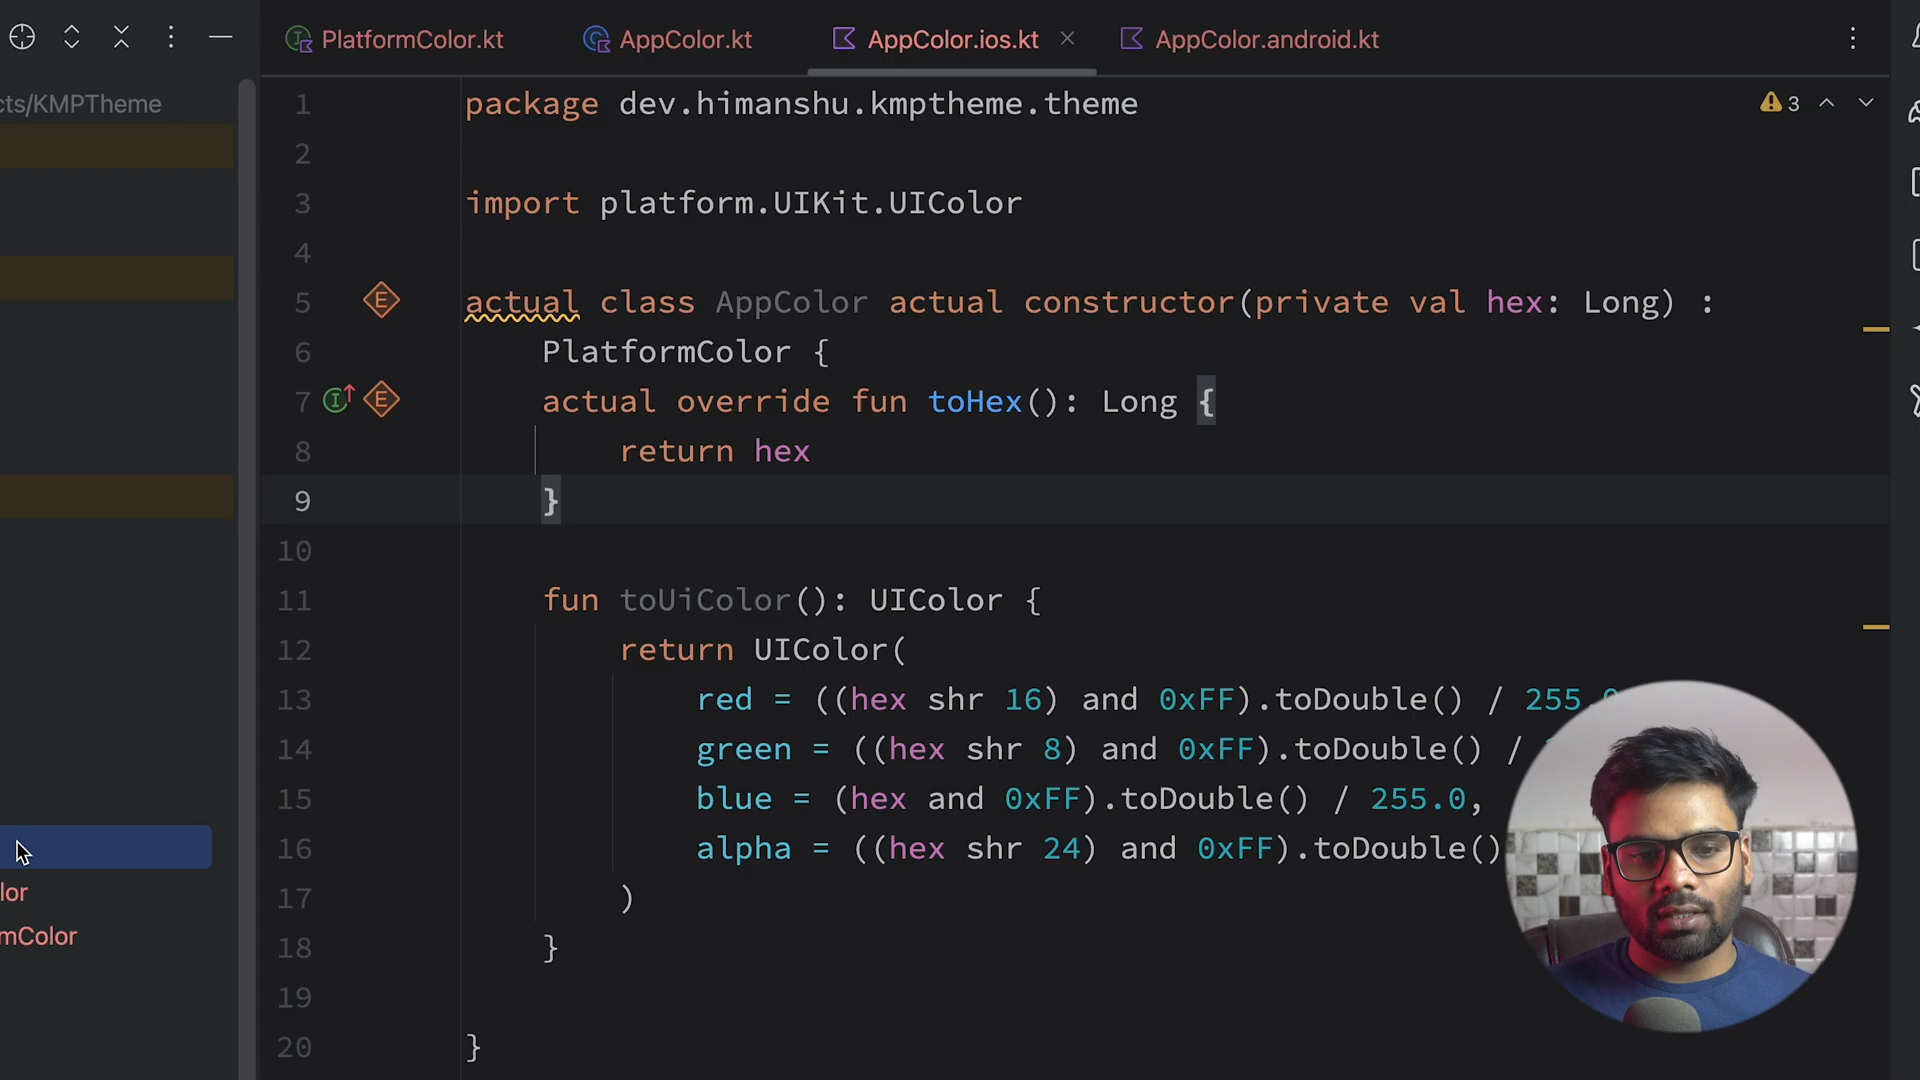 PlatformColor.kt
AppColor.kt
AppColor.ios.kt
AppColor.android.kt
cts/KMPTheme
3
1 package dev.himanshu.kmptheme.theme
2
3 import platform.UIKit.UIColor
4
5 actual class AppColor actual constructor(private val hex: Long) :
6 PlatformColor {
7 actual override fun toHex(): Long {
8 return hex
9 }
10
11 fun toUiColor(): UIColor {
12 return UIColor(
13 red = ((hex shr 16) and 0xFF).toDouble() / 255.
14 green = ((hex shr 8) and 0xFF).toDouble() /
15 blue = (hex and 0xFF).toDouble() / 255.0,
16 alpha = ((hex shr 24) and 0xFF).toDouble()
17 )
18 }
19
20 }
lor
mColor